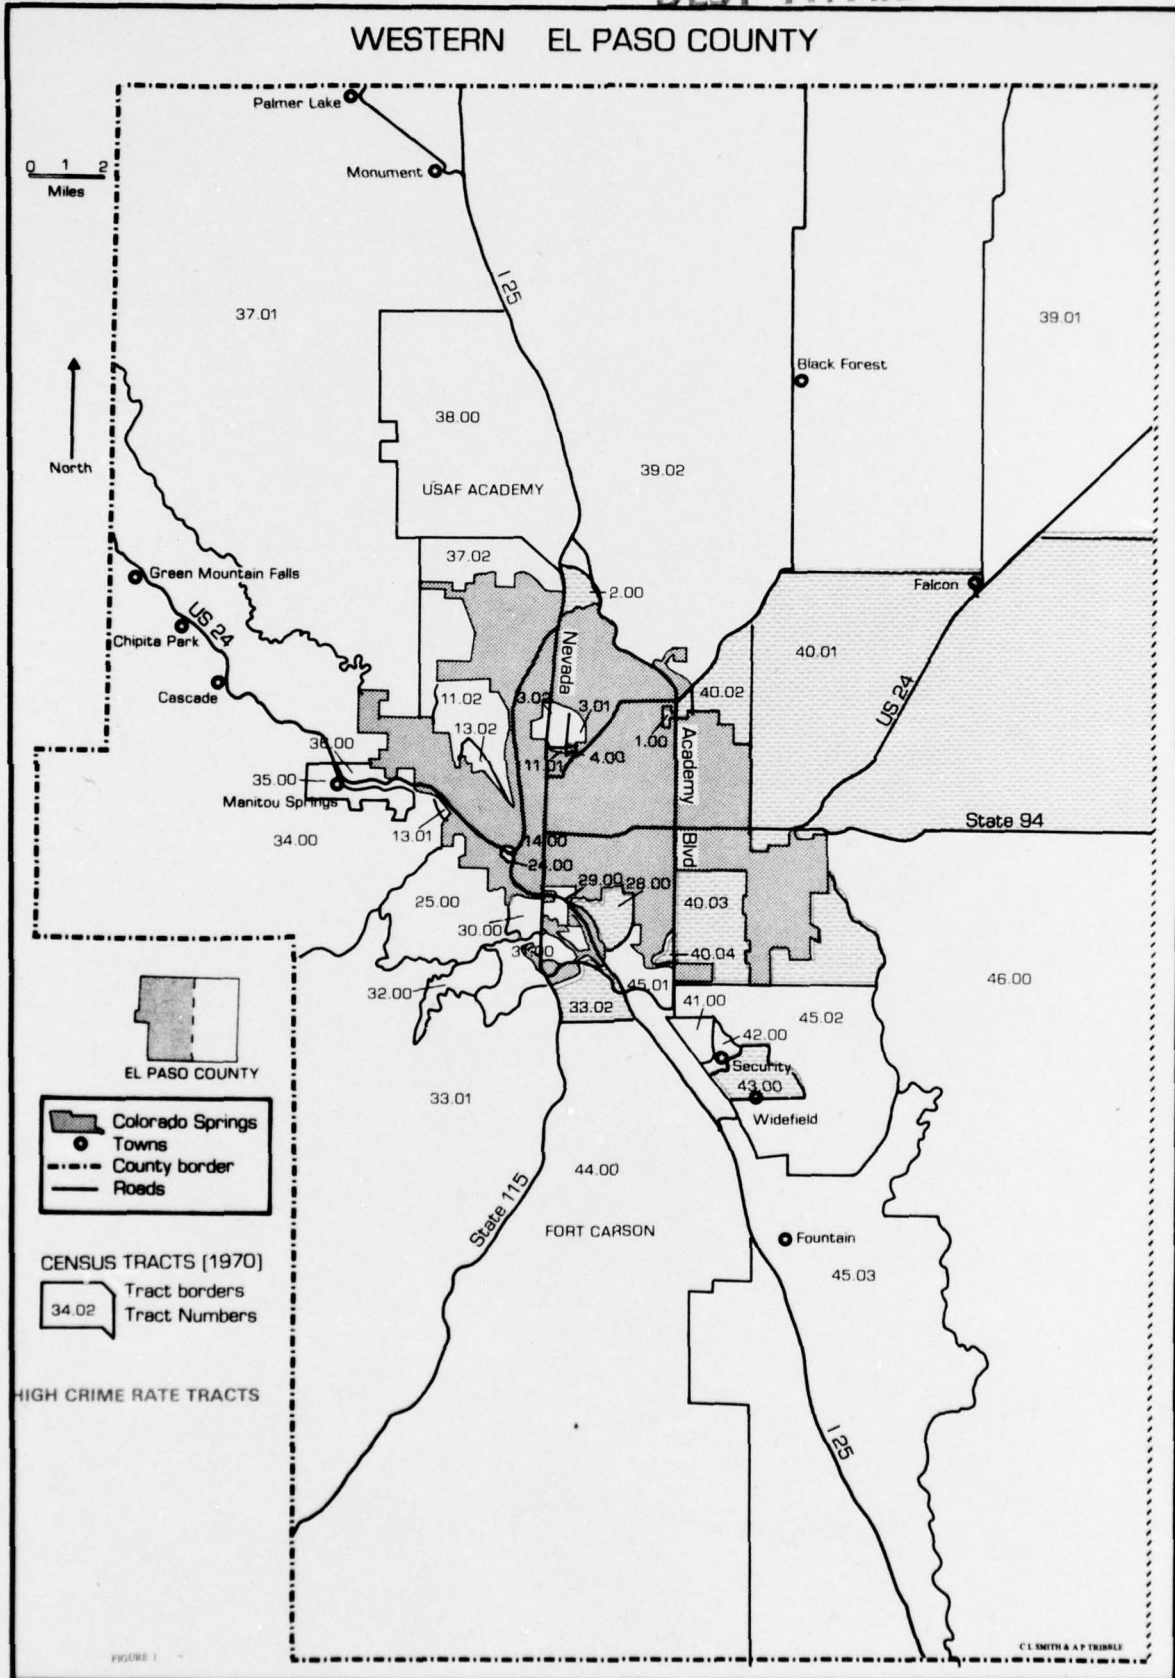 WESTERN EL PASO COUNTY
Palmer Lake
0 1 2
Miles
Monument
I 25
37.01
39.01
Black Forest
38.00
North
39.02
USAF ACADEMY
37.02
Green Mountain Falls
2.00
Falcon
US 24
Chipita Park
Nevada
40.01
Cascade
11.02
3.02
3.01
40.02
US 24
13.02
1.00
Academy
36.00
11.01
4.00
35.00
Manitou Springs
State 94
34.00
13.01
14.00
Blvd
24.00
29.00
28.00
25.00
40.03
30.00
31.00
40.04
46.00
32.00
45.01
41.00
33.02
45.02
42.00
EL PASO COUNTY
Security
43.00
33.01
Widefield
Colorado Springs
Towns
County border
Roads
44.00
State 115
FORT CARSON
Fountain
CENSUS TRACTS (1970)
45.03
Tract borders
34.02
Tract Numbers
HIGH CRIME RATE TRACTS
I 25
FIGURE 1
C L SMITH & A P TRIBBLE